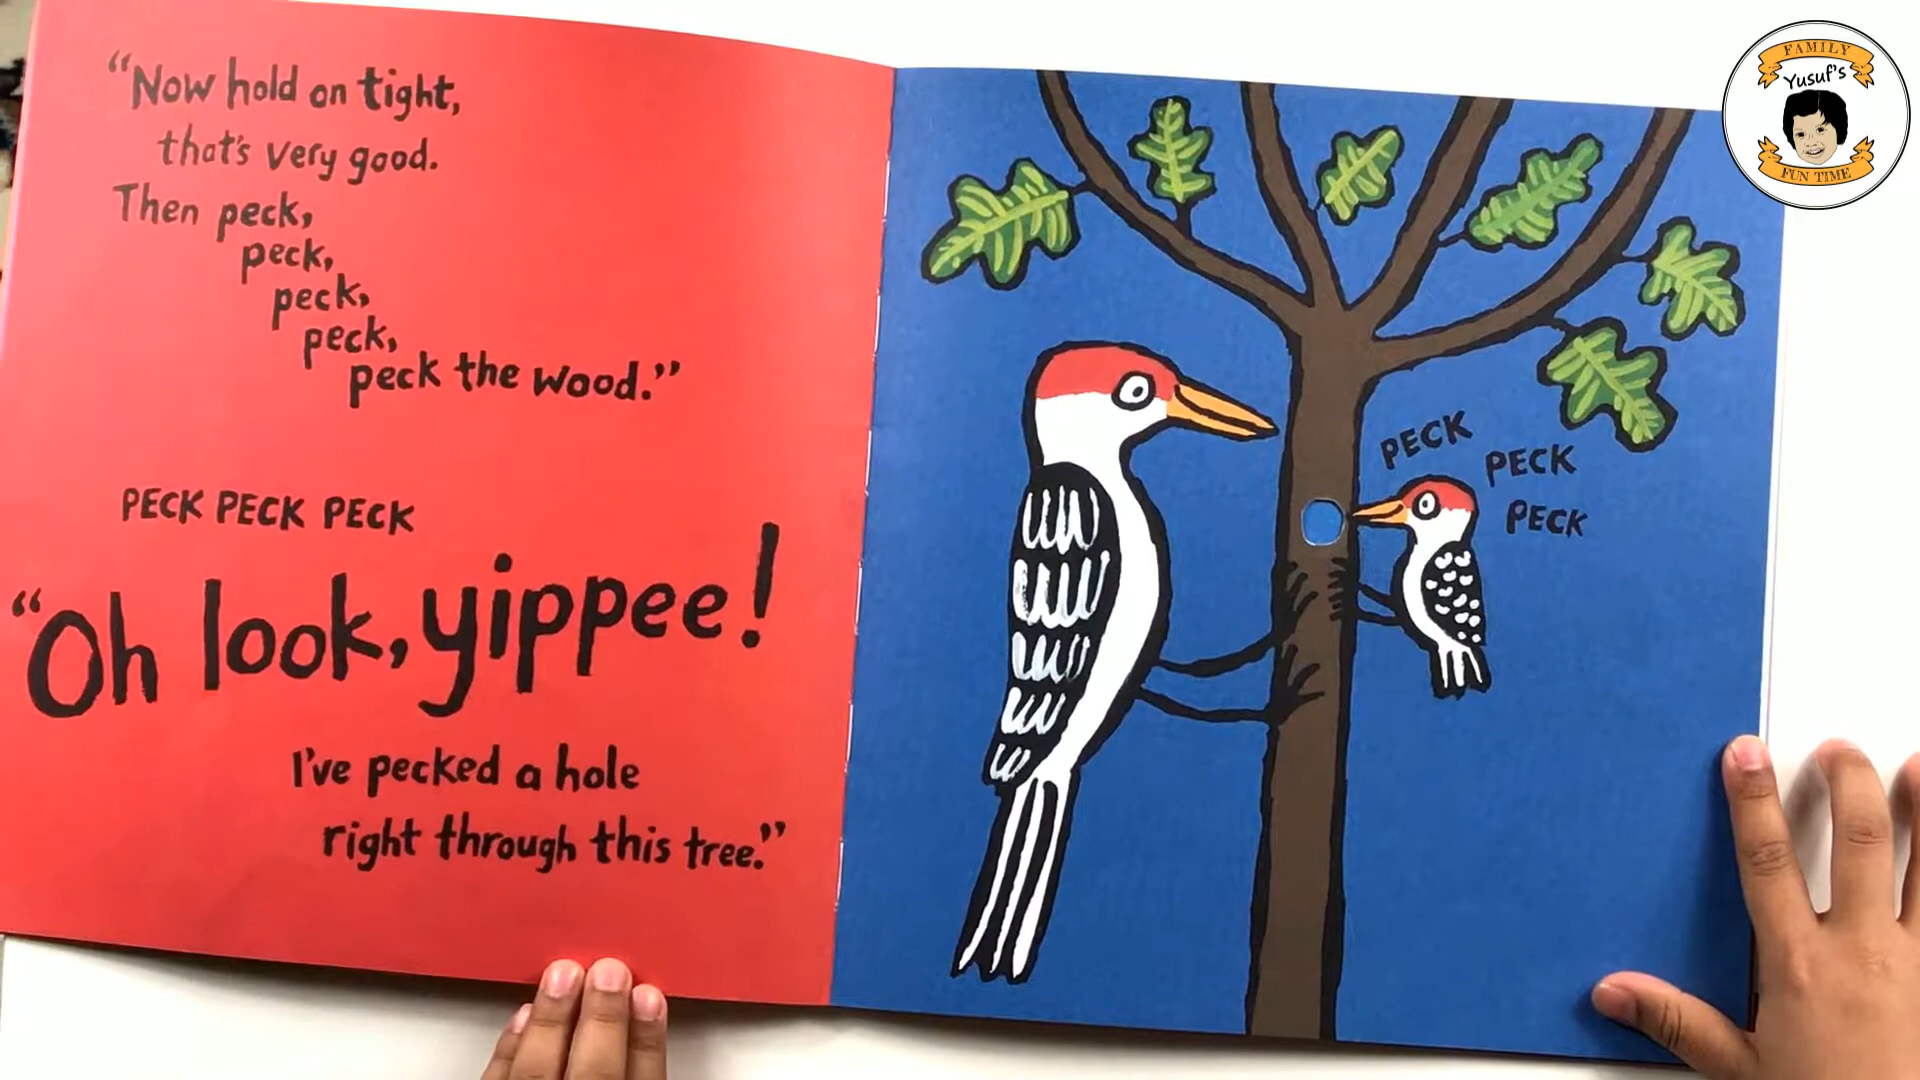 “Now hold on tight,
that's very good.
Then peck,
peck,
peck,
peck,
peck the wood.”
PECK PECK PECK
“Oh look, yippee!
I've pecked a hole
right through this tree.”
PECK
PECK
PECK
FAMILY
Yusuf's
FUN TIME